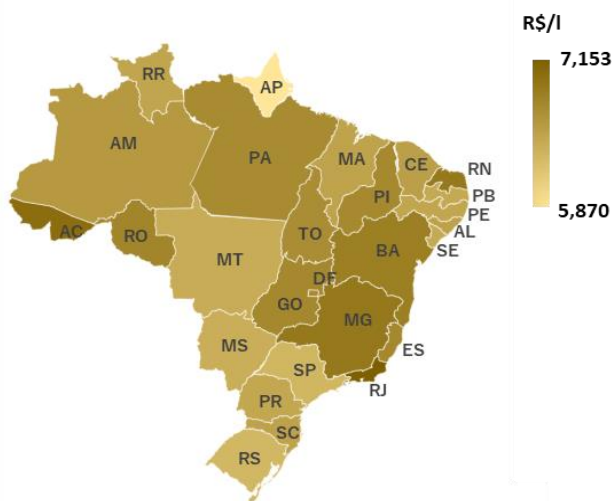 R$/l
7,153
5,870
RR
AP
AM
PA
MA
CE
RN
PB
PE
AL
SE
PI
AC
RO
TO
BA
MT
DF
GO
MG
ES
MS
SP
RJ
PR
SC
RS